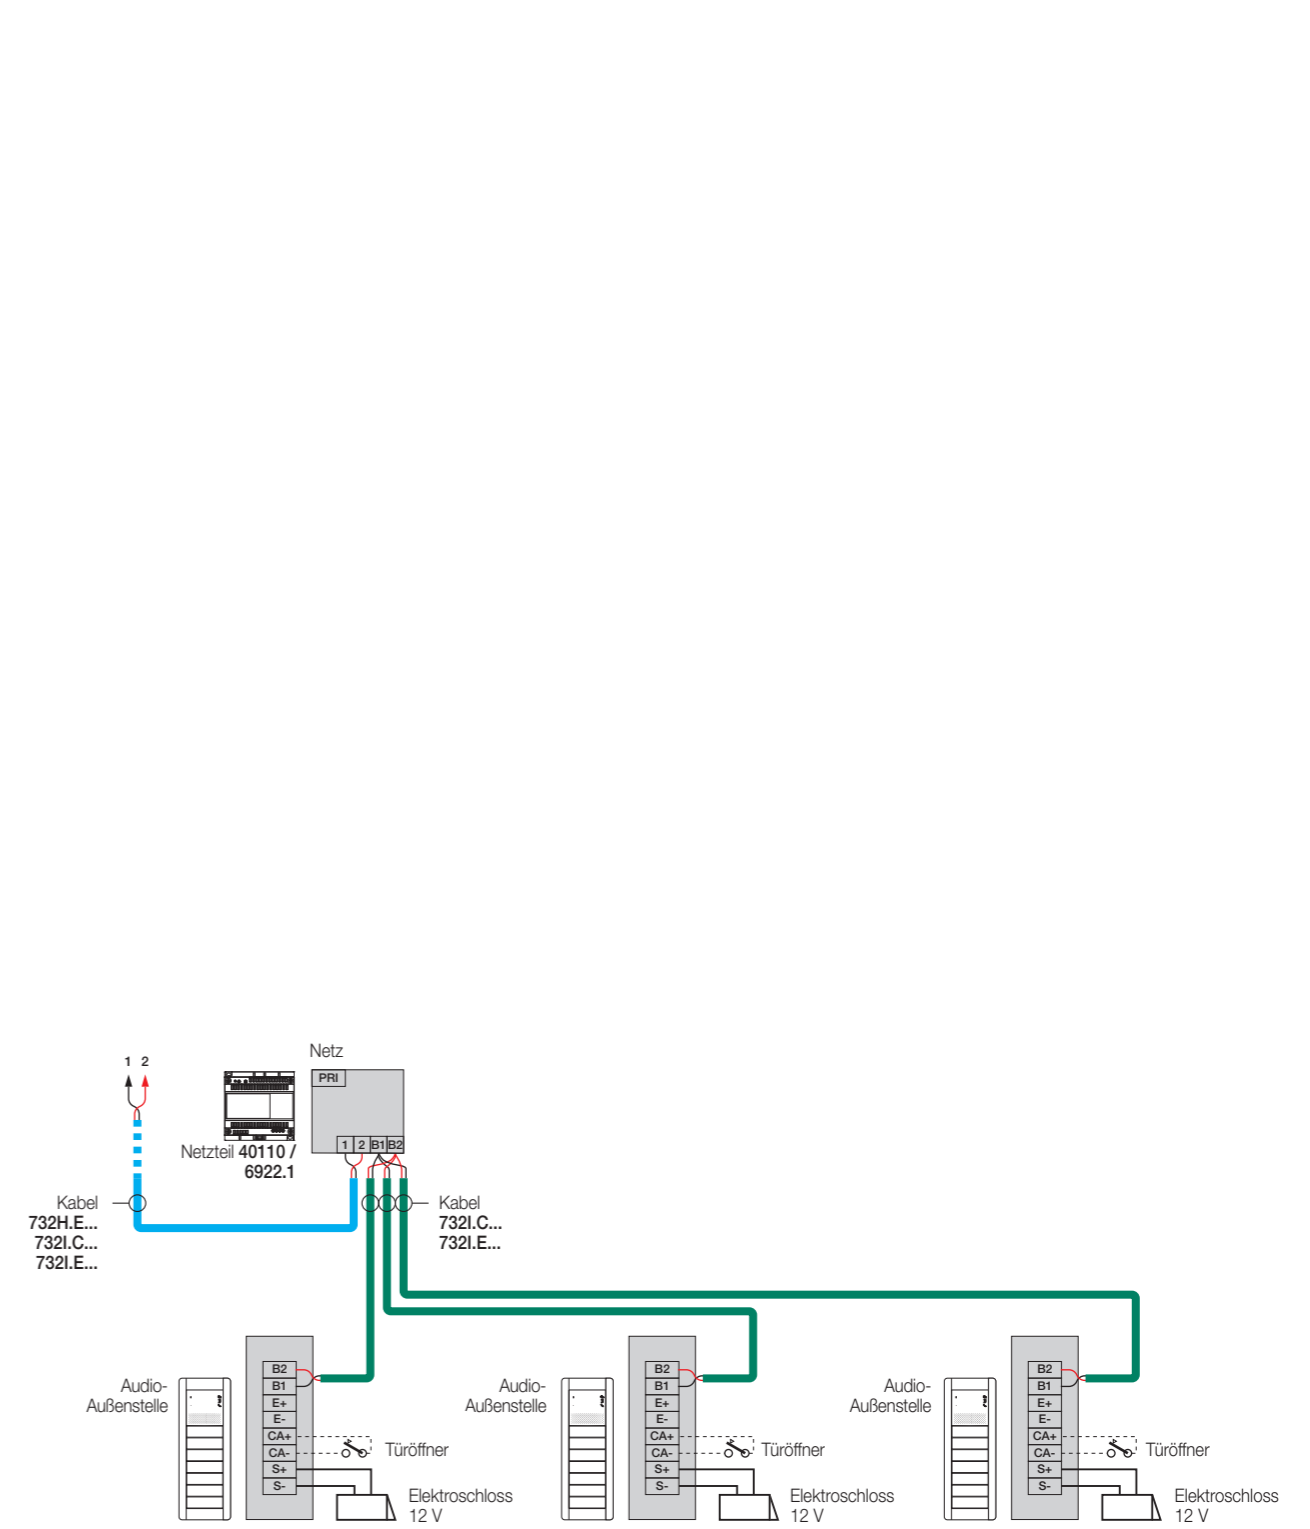 Netz
1 2
PRI
1 2 B1 B2
Netzteil 40110 /
6922.1
Kabel
732H.E...
732I.C...
732I.E...
Kabel
732I.C...
732I.E...
Audio-
Außenstelle
B2
B1
E+
E-
CA+
CA-
S+
S-
Türöffner
Elektroschloss
12 V
Audio-
Außenstelle
B2
B1
E+
E-
CA+
CA-
S+
S-
Türöffner
Elektroschloss
12 V
Audio-
Außenstelle
B2
B1
E+
E-
CA+
CA-
S+
S-
Türöffner
Elektroschloss
12 V